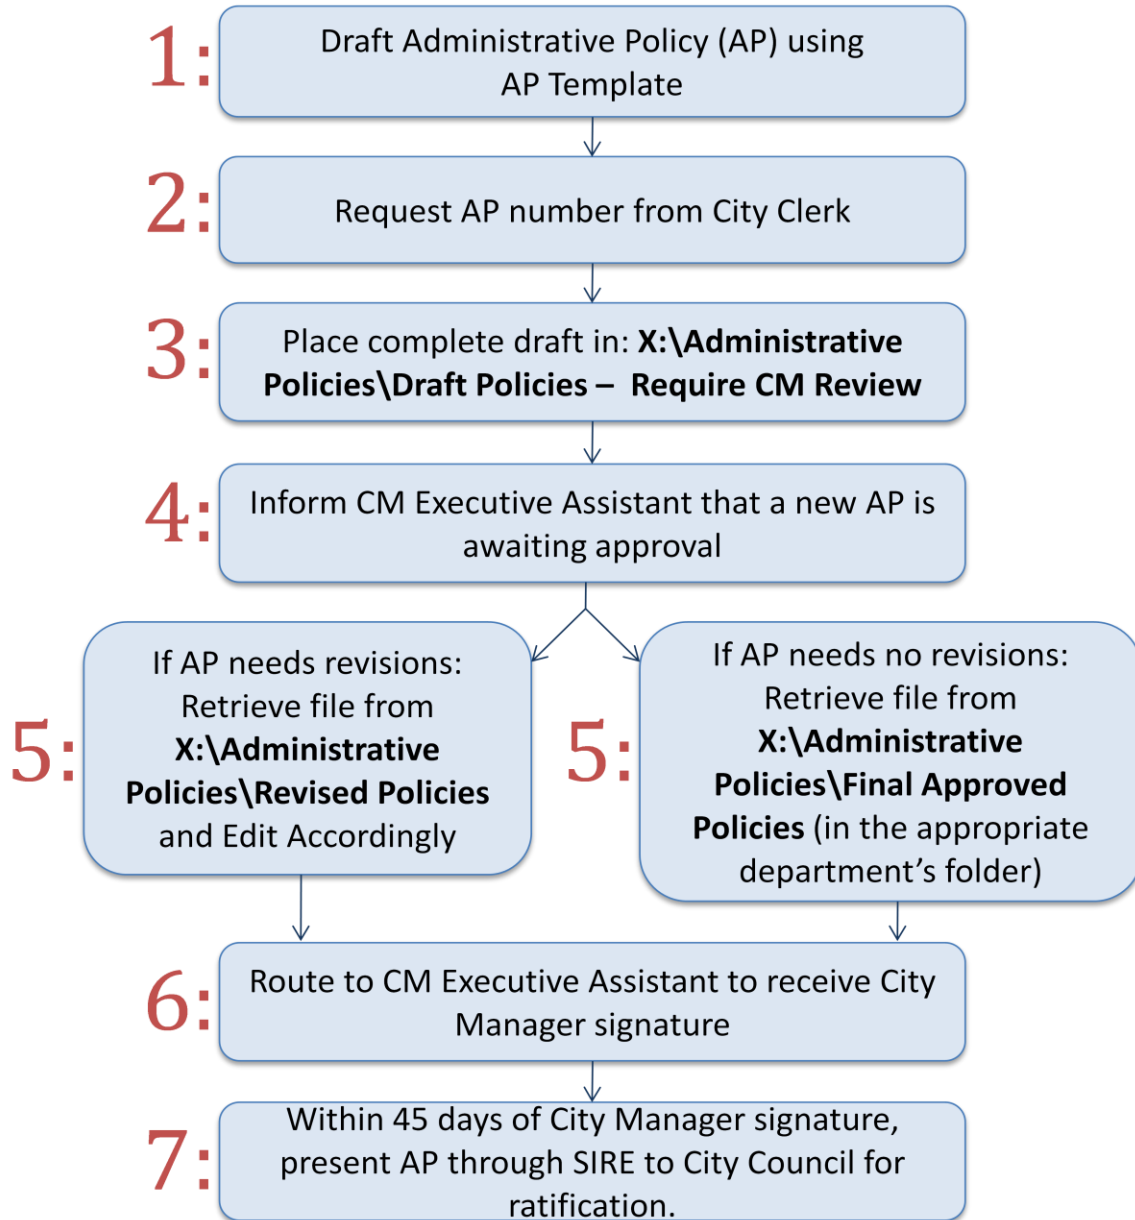 1:
Draft Administrative Policy (AP) using
AP Template
2:
Request AP number from City Clerk
3:
Place complete draft in: X:\Administrative
Policies\Draft Policies – Require CM Review
4:
Inform CM Executive Assistant that a new AP is
awaiting approval
5:
If AP needs revisions:
Retrieve file from
X:\Administrative
Policies\Revised Policies
and Edit Accordingly
5:
If AP needs no revisions:
Retrieve file from
X:\Administrative
Policies\Final Approved
Policies (in the appropriate
department’s folder)
6:
Route to CM Executive Assistant to receive City
Manager signature
7:
Within 45 days of City Manager signature,
present AP through SIRE to City Council for
ratification.